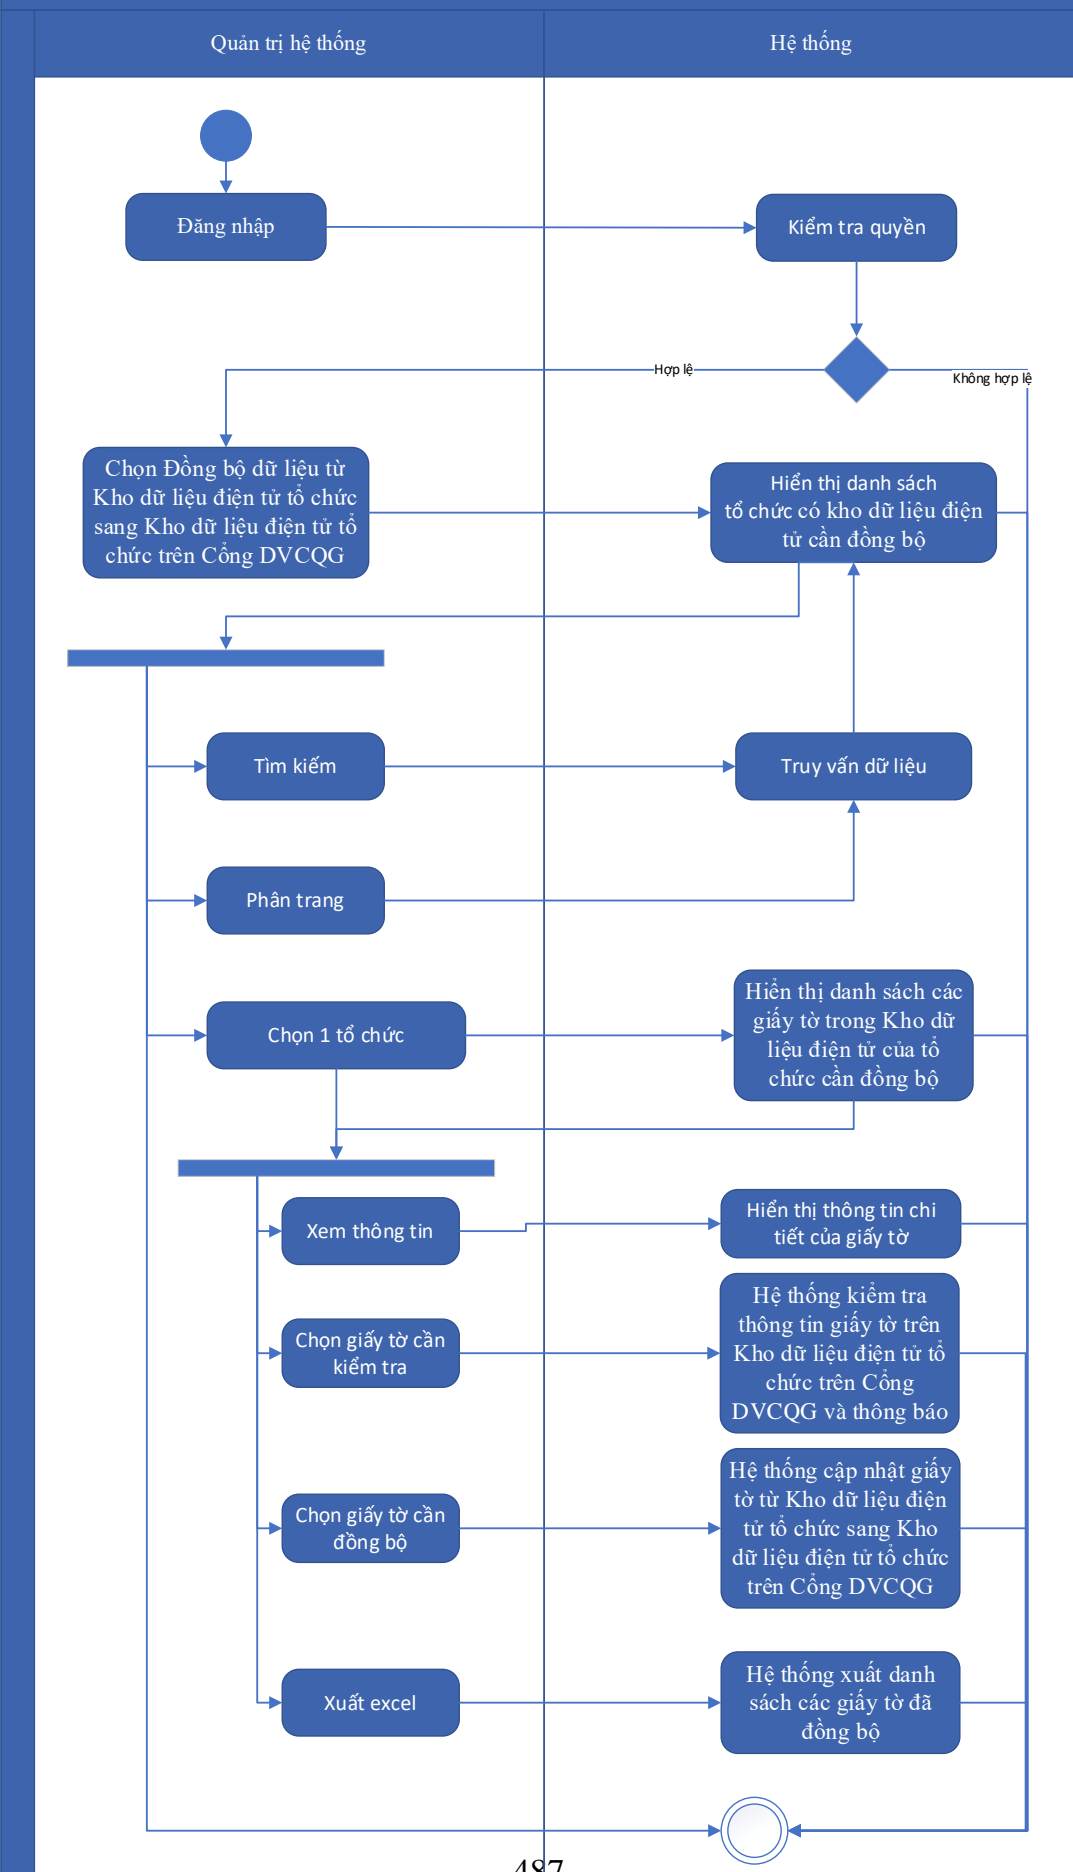 Quản trị hệ thống
Hệ thống
Đăng nhập
Kiểm tra quyền
Hợp lệ
Không hợp lệ
Chọn Đồng bộ dữ liệu từ
Kho dữ liệu điện tử tổ chức
sang Kho dữ liệu điện tử tổ
chức trên Cổng DVCQG
Hiển thị danh sách
tổ chức có kho dữ liệu điện
tử cần đồng bộ
Tìm kiếm
Truy vấn dữ liệu
Phân trang
Chọn 1 tổ chức
Hiển thị danh sách các
giấy tờ trong Kho dữ
liệu điện tử của tổ
chức cần đồng bộ
Xem thông tin
Hiển thị thông tin chi
tiết của giấy tờ
Chọn giấy tờ cần
kiểm tra
Hệ thống kiểm tra
thông tin giấy tờ trên
Kho dữ liệu điện tử tổ
chức trên Cổng
DVCQG và thông báo
Chọn giấy tờ cần
đồng bộ
Hệ thống cập nhật giấy
tờ từ Kho dữ liệu điện
tử tổ chức sang Kho
dữ liệu điện tử tổ chức
trên Cổng DVCQG
Xuất excel
Hệ thống xuất danh
sách các giấy tờ đã
đồng bộ
487